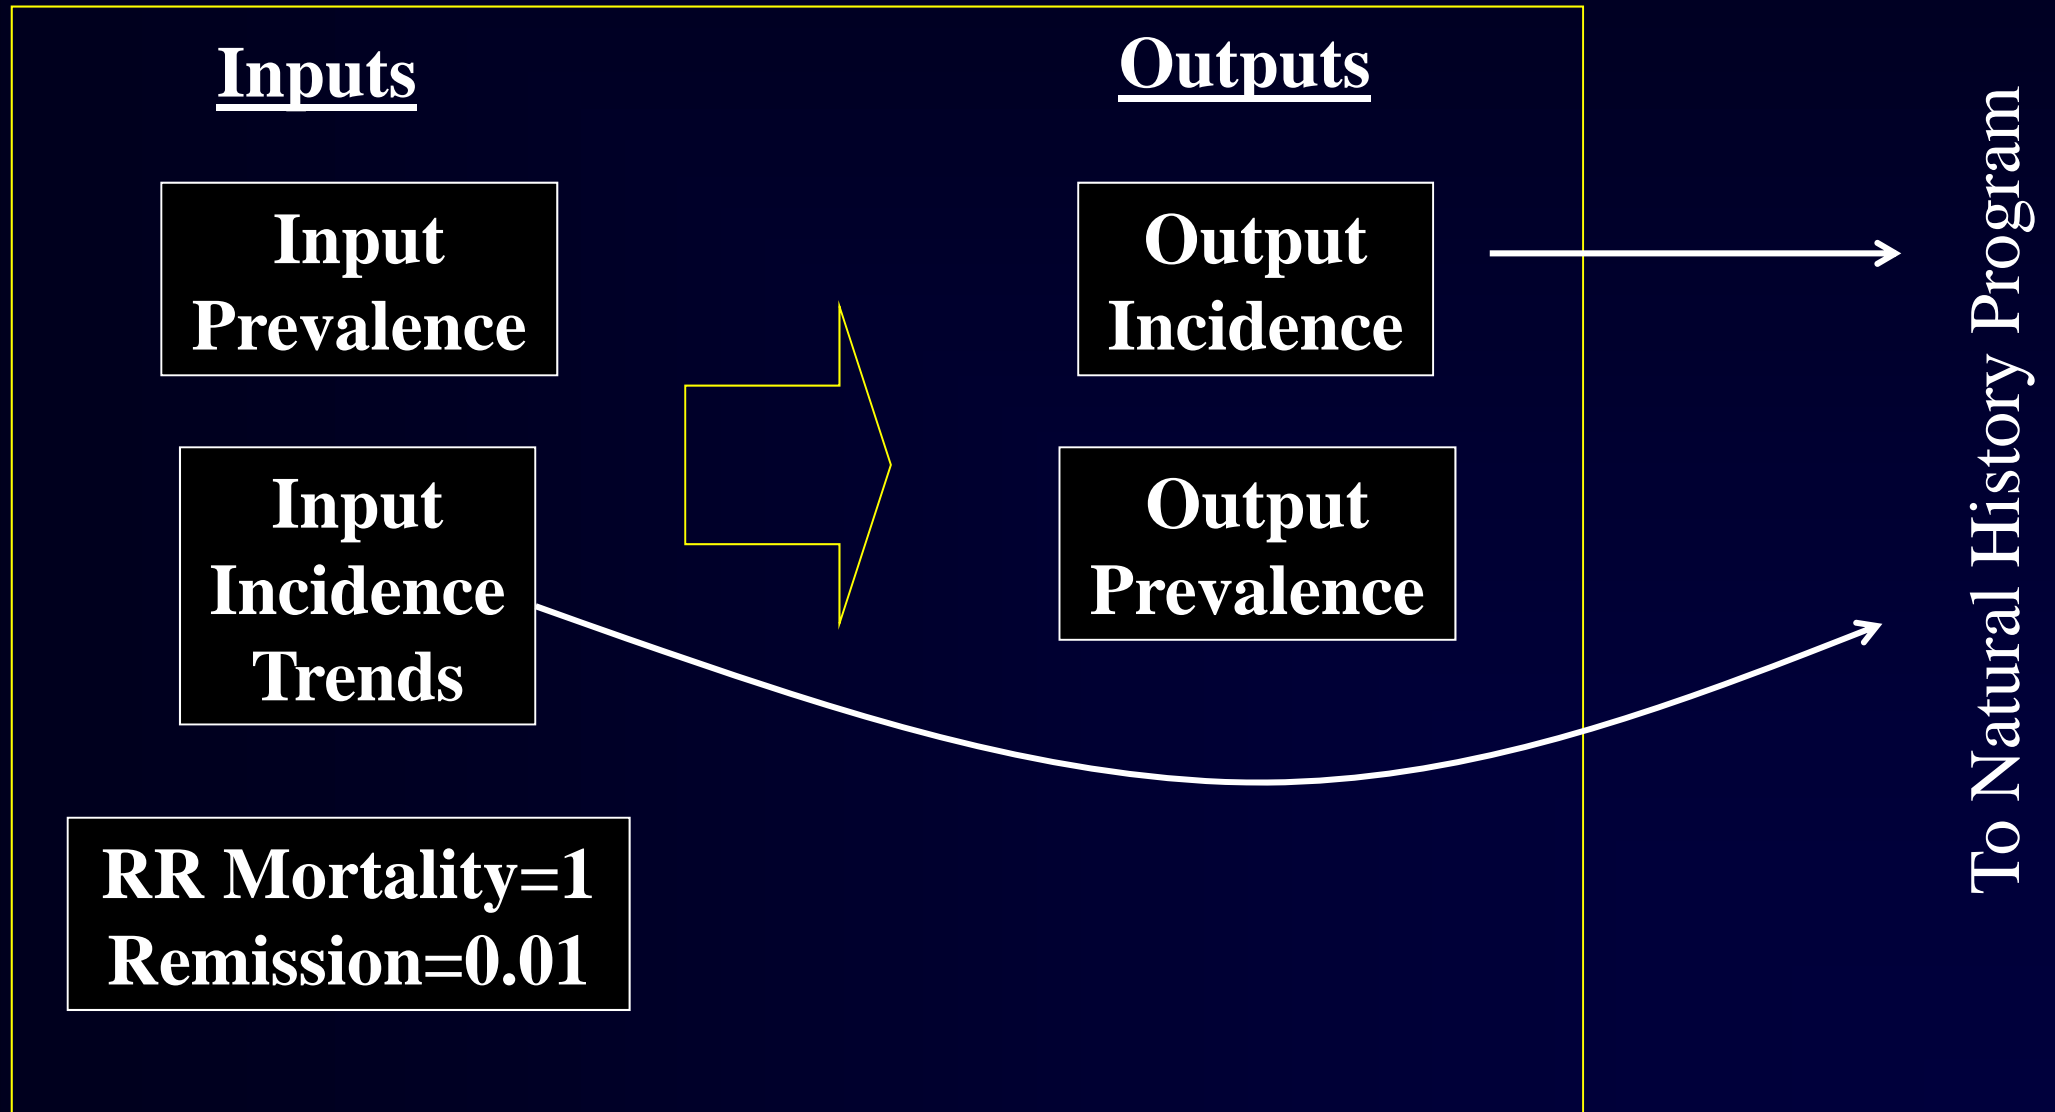 Inputs
Input
Prevalence
Input
Incidence
Trends
RR Mortality=1
Remission=0.01
Outputs
Output
Incidence
Output
Prevalence
To Natural History Program